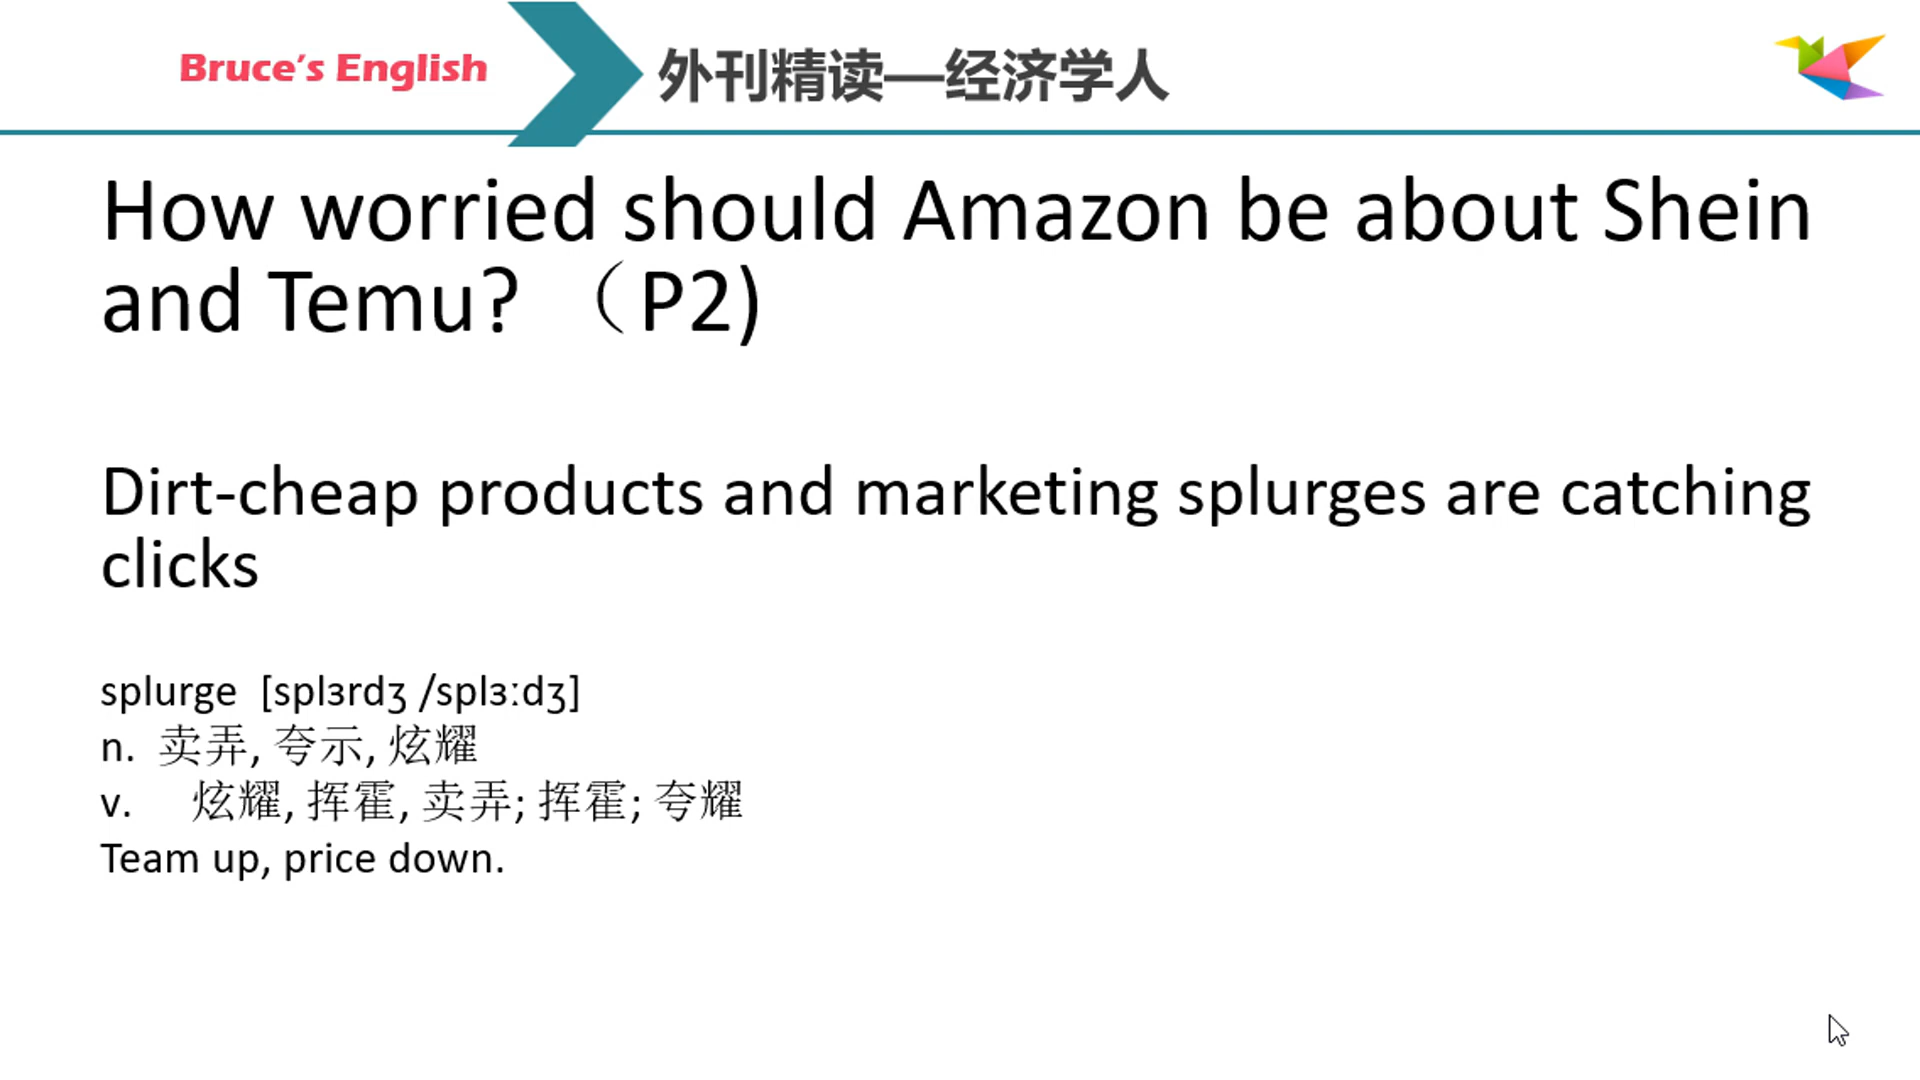 Bruce's English
外刊精读—经济学人
How worried should Amazon be about Shein
and Temu? （P2)
Dirt-cheap products and marketing splurges are catching
clicks
splurge [splɜrdʒ /splɜːdʒ]
n. 卖弄, 夸示, 炫耀
v. 炫耀, 挥霍, 卖弄; 挥霍; 夸耀
Team up, price down.